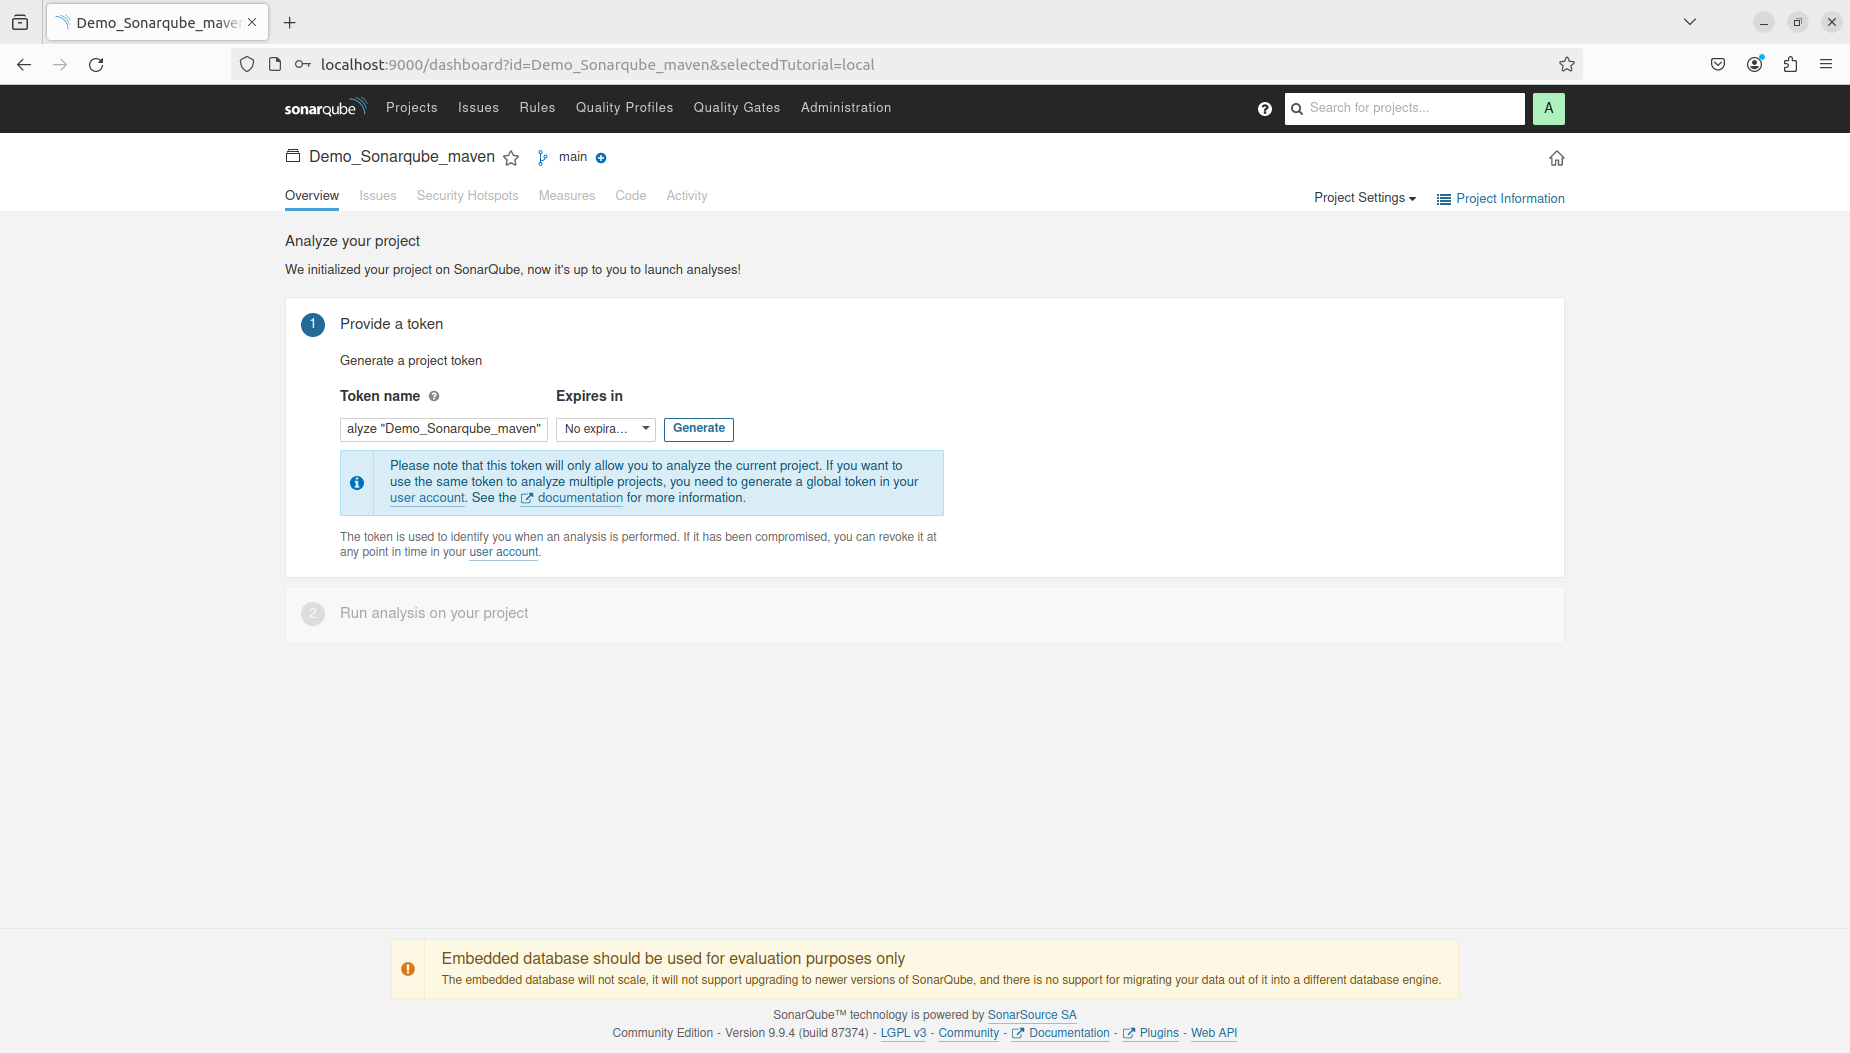 Demo_Sonarqube_mave
localhost:9000/dashboard?id=Demo_Sonarqube_maven&selectedTutorial=local
sonarqube Projects Issues Rules Quality Profiles Quality Gates Administration ? Search for projects... A
Demo_Sonarqube_maven main
Overview Issues Security Hotspots Measures Code Activity Project Settings Project Information
Analyze your project
We initialized your project on SonarQube, now it's up to you to launch analyses!
1 Provide a token
Generate a project token
Token name ? Expires in
alyze "Demo_Sonarqube_maven" No expira... Generate
Please note that this token will only allow you to analyze the current project. If you want to
use the same token to analyze multiple projects, you need to generate a global token in your
user account. See the documentation for more information.
The token is used to identify you when an analysis is performed. If it has been compromised, you can revoke it at
any point in time in your user account.
2 Run analysis on your project
Embedded database should be used for evaluation purposes only
The embedded database will not scale, it will not support upgrading to newer versions of SonarQube, and there is no support for migrating your data out of it into a different database engine.
SonarQube™ technology is powered by SonarSource SA
Community Edition - Version 9.9.4 (build 87374) - LGPL v3 - Community - Documentation - Plugins - Web API